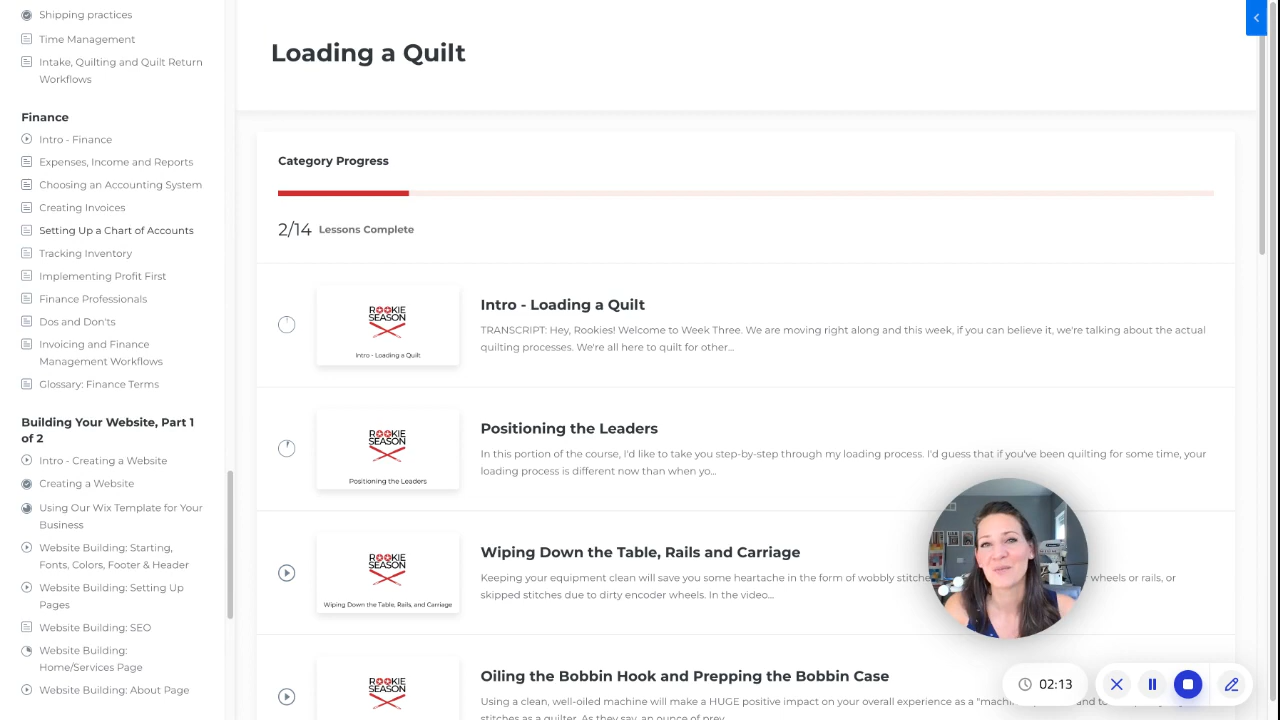 Shipping practices
Time Management
Intake, Quilting and Quilt Return
Workflows
Finance
Intro - Finance
Expenses, Income and Reports
Choosing an Accounting System
Creating Invoices
Setting Up a Chart of Accounts
Tracking Inventory
Implementing Profit First
Finance Professionals
Dos and Don'ts
Invoicing and Finance
Management Workflows
Glossary: Finance Terms
Building Your Website, Part 1
of 2
Intro - Creating a Website
Creating a Website
Using Our Wix Template for Your
Business
Website Building: Starting,
Fonts, Colors, Footer & Header
Website Building: Setting Up
Pages
Website Building: SEO
Website Building:
Home/Services Page
Website Building: About Page
Loading a Quilt
Category Progress
2/14 Lessons Complete
ROOKIE
SEASON
Intro - Loading a Quilt
Intro - Loading a Quilt
TRANSCRIPT: Hey, Rookies! Welcome to Week Three. We are moving right along and this week, if you can believe it, we're talking about the actual
quilting processes. We're all here to quilt for other...
ROOKIE
SEASON
Positioning the Leaders
Positioning the Leaders
In this portion of the course, I'd like to take you step-by-step through my loading process. I'd guess that if you've been quilting for some time, your
loading process is different now than when yo...
ROOKIE
SEASON
Wiping Down the Table, Rails, and Carriage
Wiping Down the Table, Rails and Carriage
Keeping your equipment clean will save you some heartache in the form of wobbly stitche wheels or rails, or
skipped stitches due to dirty encoder wheels. In the video...
ROOKIE
SEASON
Oiling the Bobbin Hook and Prepping the Bobbin Case
Using a clean, well-oiled machine will make a HUGE positive impact on your overall experience as a "machin and to
stitches as a quilter. As they say, an ounce of prev
02:13